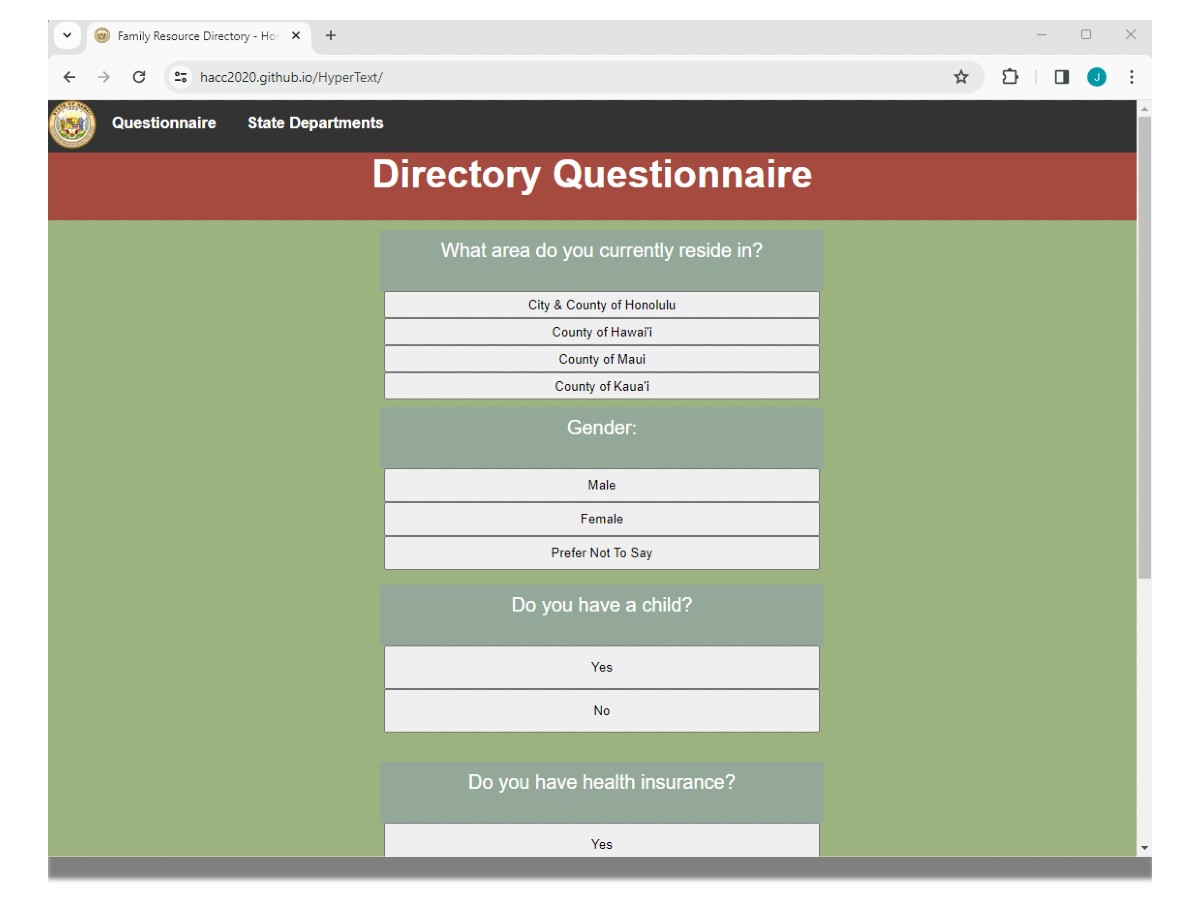 Family Resource Directory - Ho
hacc2020.github.io/HyperText/
J
Questionnaire State Departments
Directory Questionnaire
What area do you currently reside in?
City & County of Honolulu
County of Hawai'i
County of Maui
County of Kaua'i
Gender:
Male
Female
Prefer Not To Say
Do you have a child?
Yes
No
Do you have health insurance?
Yes